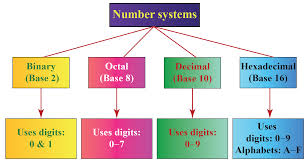 Number systems
Binary
(Base 2)
Octal
(Base 8)
Decimal
(Base 10)
Hexadecimal
(Base 16)
Uses digits:
0 & 1
Uses digits:
0–7
Uses digits:
0–9
Uses
digits: 0–9
Alphabets: A–F